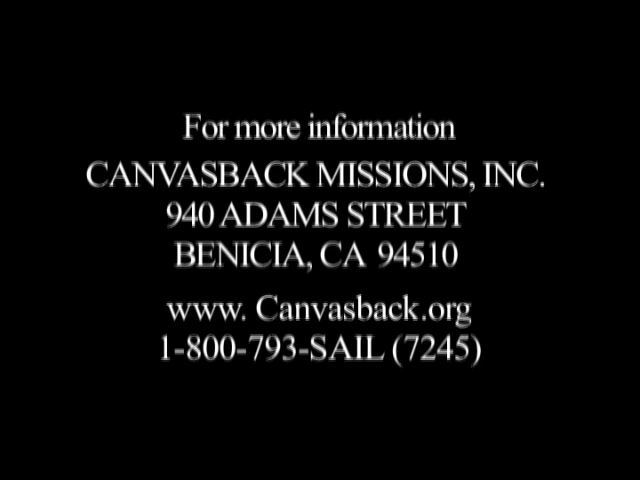 For more information
CANVASBACK MISSIONS, INC.
940 ADAMS STREET
BENICIA, CA 94510
www. Canvasback.org
1-800-793-SAIL (7245)